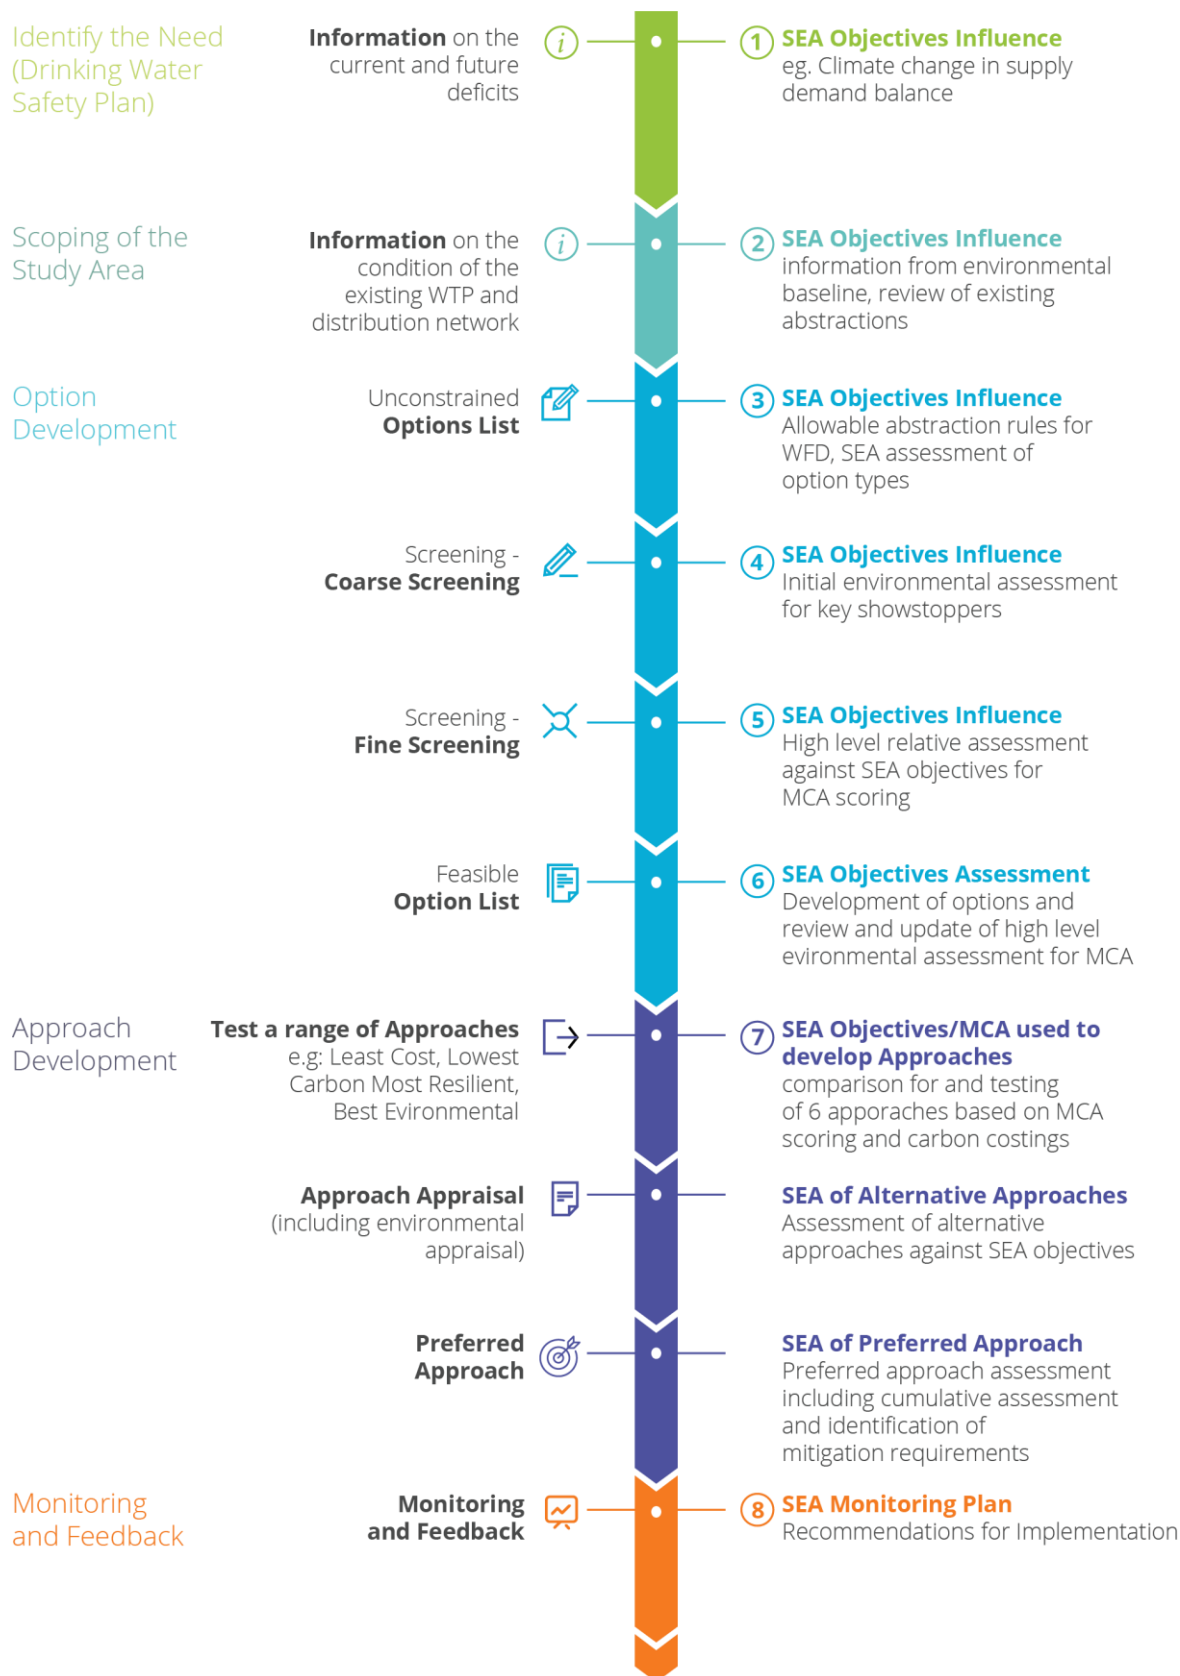 Identify the Need
(Drinking Water
Safety Plan)
Information on the
current and future
deficits
i
1
SEA Objectives Influence
eg. Climate change in supply
demand balance
Scoping of the
Study Area
Information on the
condition of the
existing WTP and
distribution network
i
2
SEA Objectives Influence
information from environmental
baseline, review of existing
abstractions
Option
Development
Unconstrained
Options List
3
SEA Objectives Influence
Allowable abstraction rules for
WFD, SEA assessment of
option types
Screening -
Coarse Screening
4
SEA Objectives Influence
Initial environmental assessment
for key showstoppers
Screening -
Fine Screening
5
SEA Objectives Influence
High level relative assessment
against SEA objectives for
MCA scoring
Feasible
Option List
6
SEA Objectives Assessment
Development of options and
review and update of high level
evironmental assessment for MCA
Approach
Development
Test a range of Approaches
e.g: Least Cost, Lowest
Carbon Most Resilient,
Best Evironmental
7
SEA Objectives/MCA used to
develop Approaches
comparison for and testing
of 6 apporaches based on MCA
scoring and carbon costings
Approach Appraisal
(including environmental
appraisal)
SEA of Alternative Approaches
Assessment of alternative
approaches against SEA objectives
Preferred
Approach
SEA of Preferred Approach
Preferred approach assessment
including cumulative assessment
and identification of
mitigation requirements
Monitoring
and Feedback
Monitoring
and Feedback
8
SEA Monitoring Plan
Recommendations for Implementation